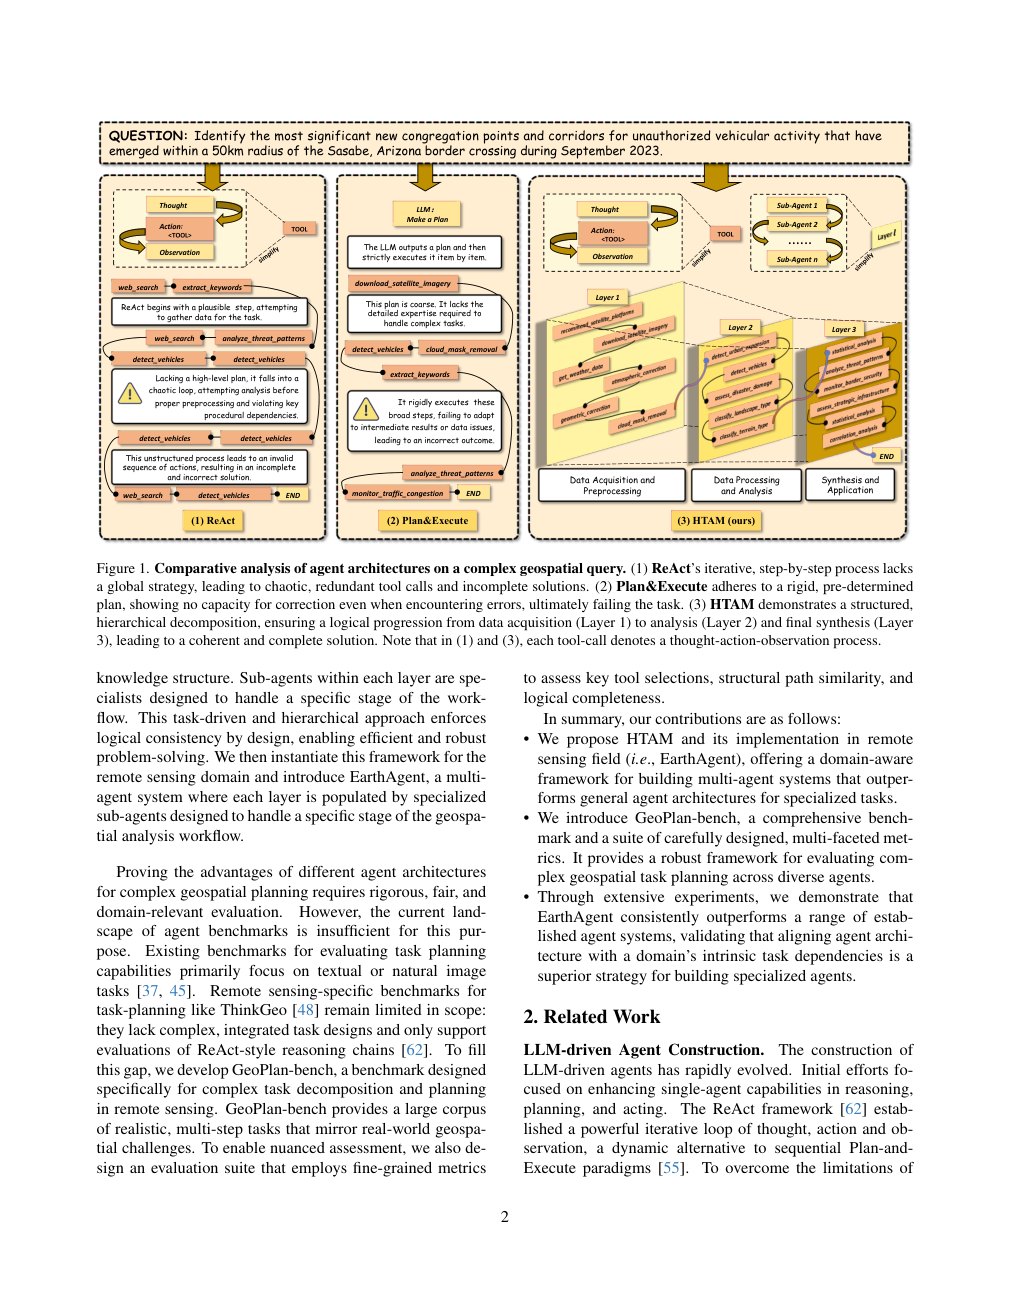 QUESTION: Identify the most significant new congregation points and corridors for unauthorized vehicular activity that have
emerged within a 50km radius of the Sasabe, Arizona border crossing during September 2023.
Thought
Action:
<TOOL>
Observation
TOOL
simplify
web_search
extract_keywords
ReAct begins with a plausible step, attempting
to gather data for the task.
web_search
analyze_threat_patterns
detect_vehicles
detect_vehicles
Lacking a high-level plan, it falls into a
chaotic loop, attempting analysis before
proper preprocessing and violating key
procedural dependencies.
detect_vehicles
detect_vehicles
This unstructured process leads to an invalid
sequence of actions, resulting in an incomplete
and incorrect solution.
web_search
detect_vehicles
END
(1) ReAct
LLM:
Make a Plan
The LLM outputs a plan and then
strictly executes it item by item.
download_satellite_imagery
This plan is coarse. It lacks the
detailed expertise required to
handle complex tasks.
detect_vehicles
cloud_mask_removal
extract_keywords
It rigidly executes these
broad steps, failing to adapt
to intermediate results or data issues,
leading to an incorrect outcome.
analyze_threat_patterns
monitor_traffic_congestion
END
(2) Plan&Execute
Thought
Action:
<TOOL>
Observation
TOOL
simplify
Sub-Agent 1
Sub-Agent 2
......
Sub-Agent n
simplify
Layer ℓ
Layer 1
recommend_satellite_platforms
download_satellite_imagery
get_weather_data
atmospheric_correction
geometric_correction
cloud_mask_removal
Layer 2
detect_urban_expansion
detect_vehicles
assess_disaster_damage
classify_landscape_type
classify_terrain_type
Layer 3
statistical_analysis
analyze_threat_patterns
monitor_border_security
assess_strategic_infrastructure
statistical_analysis
correlation_analysis
END
Data Acquisition and
Preprocessing
Data Processing
and Analysis
Synthesis and
Application
(3) HTAM (ours)
Figure 1. Comparative analysis of agent architectures on a complex geospatial query. (1) ReAct's iterative, step-by-step process lacks
a global strategy, leading to chaotic, redundant tool calls and incomplete solutions. (2) Plan&Execute adheres to a rigid, pre-determined
plan, showing no capacity for correction even when encountering errors, ultimately failing the task. (3) HTAM demonstrates a structured,
hierarchical decomposition, ensuring a logical progression from data acquisition (Layer 1) to analysis (Layer 2) and final synthesis (Layer
3), leading to a coherent and complete solution. Note that in (1) and (3), each tool-call denotes a thought-action-observation process.
knowledge structure. Sub-agents within each layer are spe-
cialists designed to handle a specific stage of the work-
flow. This task-driven and hierarchical approach enforces
logical consistency by design, enabling efficient and robust
problem-solving. We then instantiate this framework for the
remote sensing domain and introduce EarthAgent, a multi-
agent system where each layer is populated by specialized
sub-agents designed to handle a specific stage of the geospa-
tial analysis workflow.
Proving the advantages of different agent architectures
for complex geospatial planning requires rigorous, fair, and
domain-relevant evaluation. However, the current land-
scape of agent benchmarks is insufficient for this pur-
pose. Existing benchmarks for evaluating task planning
capabilities primarily focus on textual or natural image
tasks [37, 45]. Remote sensing-specific benchmarks for
task-planning like ThinkGeo [48] remain limited in scope:
they lack complex, integrated task designs and only support
evaluations of ReAct-style reasoning chains [62]. To fill
this gap, we develop GeoPlan-bench, a benchmark designed
specifically for complex task decomposition and planning
in remote sensing. GeoPlan-bench provides a large corpus
of realistic, multi-step tasks that mirror real-world geospa-
tial challenges. To enable nuanced assessment, we also de-
sign an evaluation suite that employs fine-grained metrics
to assess key tool selections, structural path similarity, and
logical completeness.
In summary, our contributions are as follows:
• We propose HTAM and its implementation in remote
sensing field (i.e., EarthAgent), offering a domain-aware
framework for building multi-agent systems that outper-
forms general agent architectures for specialized tasks.
• We introduce GeoPlan-bench, a comprehensive bench-
mark and a suite of carefully designed, multi-faceted met-
rics. It provides a robust framework for evaluating com-
plex geospatial task planning across diverse agents.
• Through extensive experiments, we demonstrate that
EarthAgent consistently outperforms a range of estab-
lished agent systems, validating that aligning agent archi-
tecture with a domain's intrinsic task dependencies is a
superior strategy for building specialized agents.
2. Related Work
LLM-driven Agent Construction. The construction of
LLM-driven agents has rapidly evolved. Initial efforts fo-
cused on enhancing single-agent capabilities in reasoning,
planning, and acting. The ReAct framework [62] estab-
lished a powerful iterative loop of thought, action and ob-
servation, a dynamic alternative to sequential Plan-and-
Execute paradigms [55]. To overcome the limitations of
2